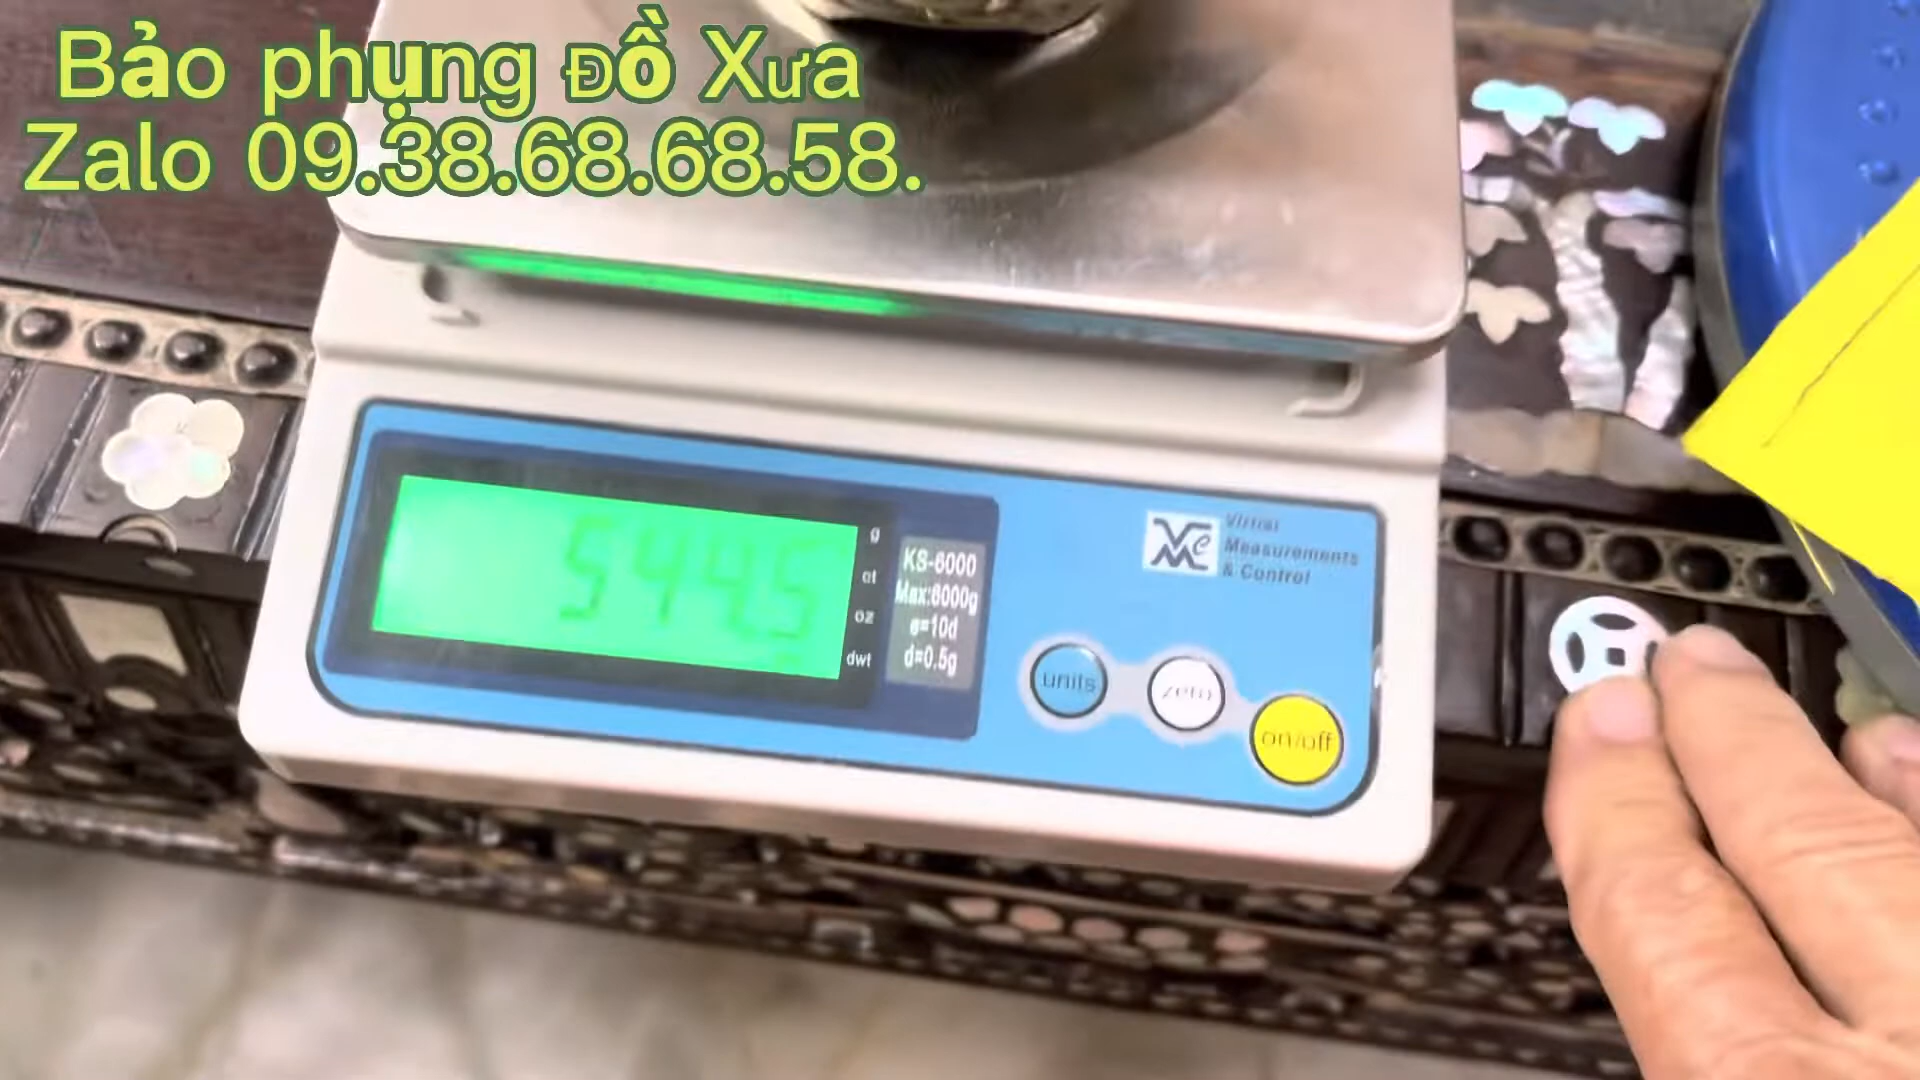 Bảo phụng Đồ Xưa
Zalo 09.38.68.68.58.
544.5
g
ct
oz
dwt
KS-6000
Max:6000g
e=10d
d=0.5g
VMC
Virtual
Measurements
& Control
units
zero
on/off